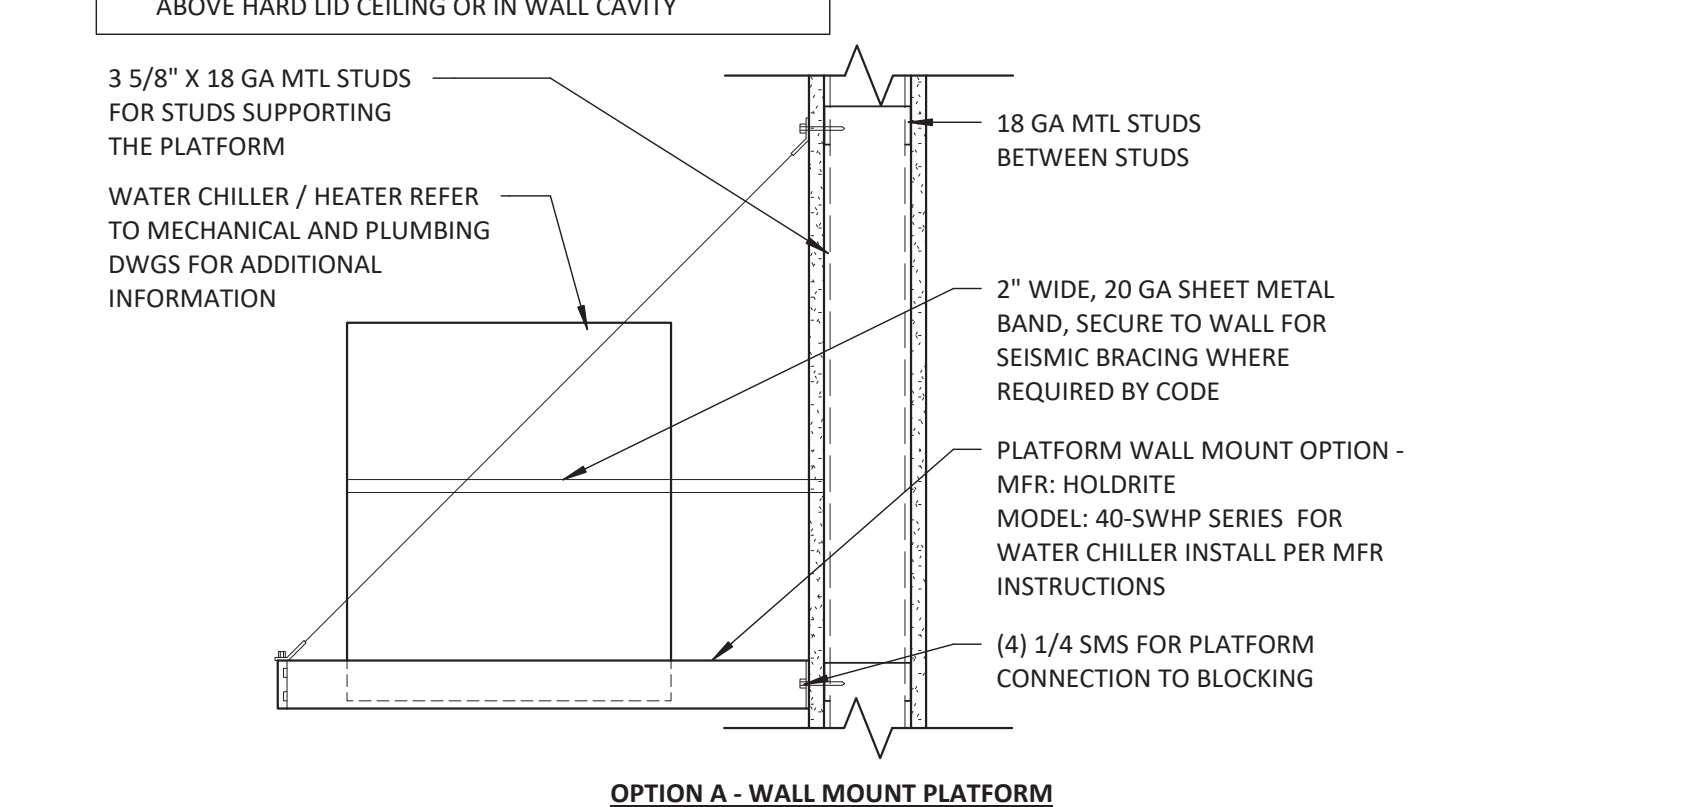 ABOVE HARD LID CEILING OR IN WALL CAVITY
3 5/8" X 18 GA MTL STUDS
FOR STUDS SUPPORTING
THE PLATFORM
WATER CHILLER / HEATER REFER
TO MECHANICAL AND PLUMBING
DWGS FOR ADDITIONAL
INFORMATION
18 GA MTL STUDS
BETWEEN STUDS
2" WIDE, 20 GA SHEET METAL
BAND, SECURE TO WALL FOR
SEISMIC BRACING WHERE
REQUIRED BY CODE
PLATFORM WALL MOUNT OPTION -
MFR: HOLDRITE
MODEL: 40-SWHP SERIES  FOR
WATER CHILLER INSTALL PER MFR
INSTRUCTIONS
(4) 1/4 SMS FOR PLATFORM
CONNECTION TO BLOCKING
OPTION A - WALL MOUNT PLATFORM